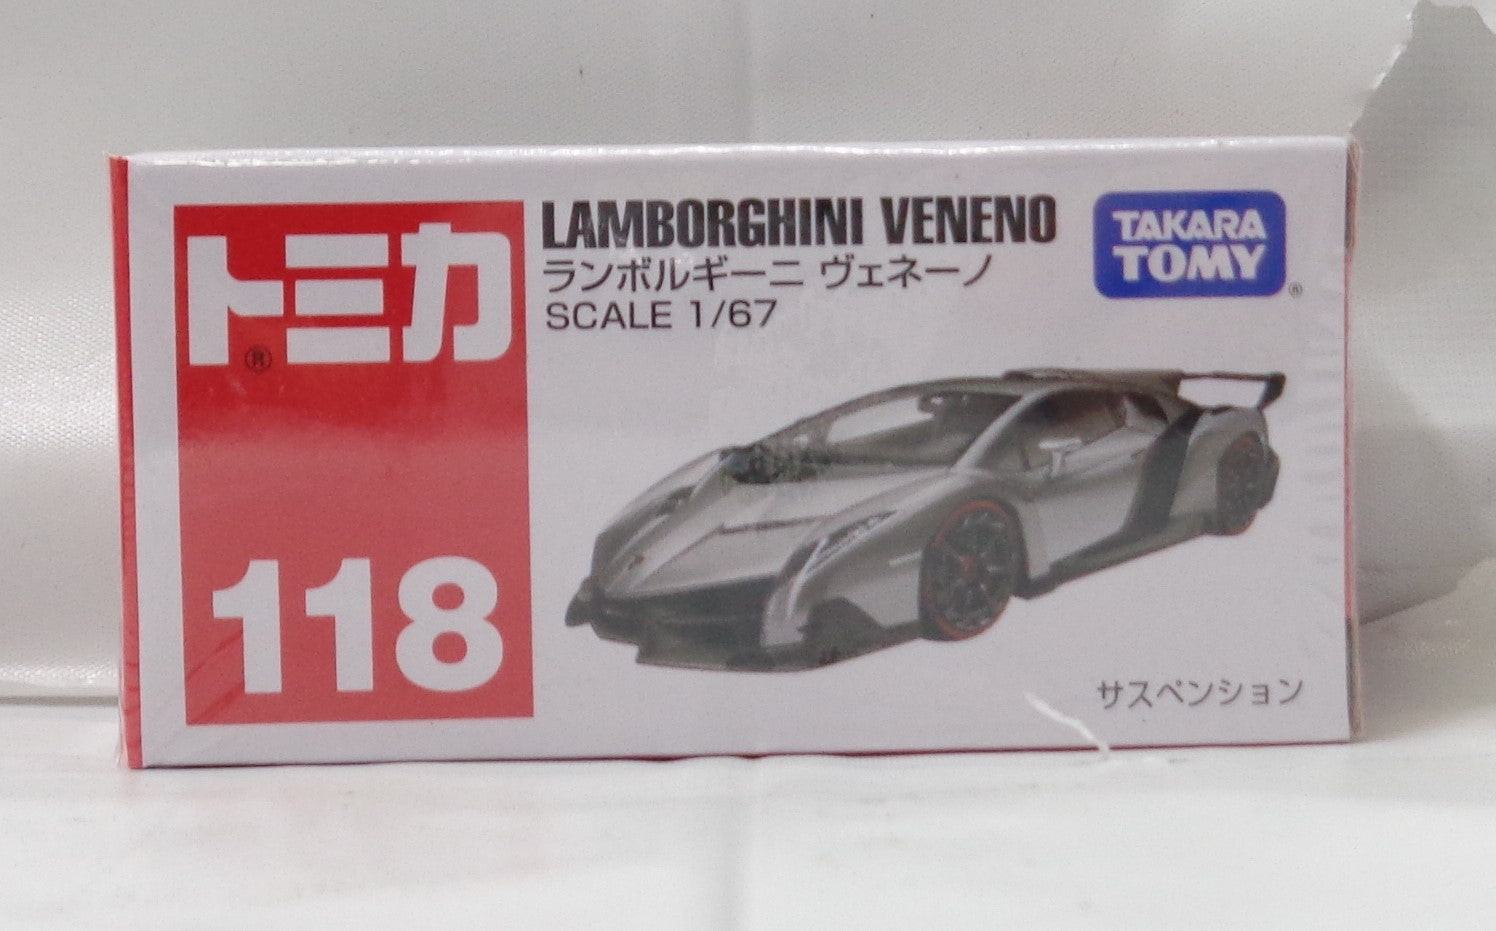 トミカ
®
118
LAMBORGHINI VENENO
ランボルギーニ ヴェネーノ
SCALE 1/67
TAKARA
TOMY
®
サスペンション